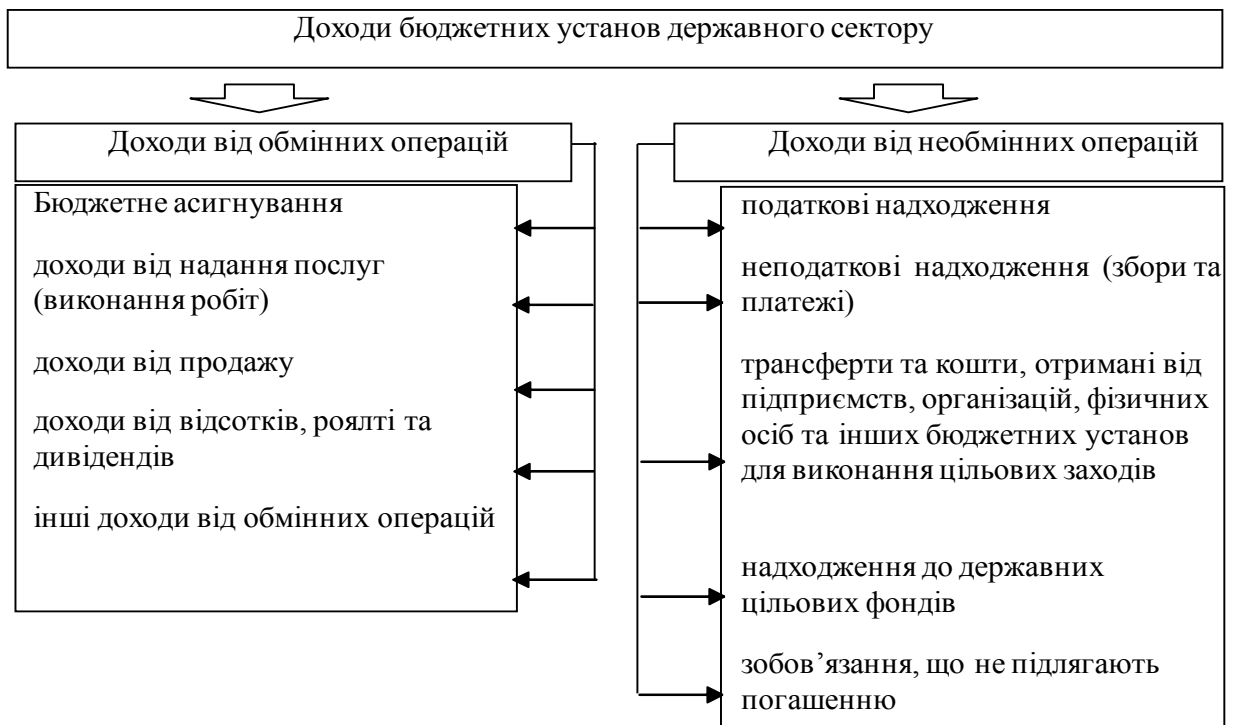 Доходи бюджетних установ державного сектору
Доходи від обмінних операцій
Бюджетне асигнування
доходи від надання послуг
(виконання робіт)
доходи від продажу
доходи від відсотків, роялті та
дивідендів
інші доходи від обмінних операцій
Доходи від необмінних операцій
податкові надходження
неподаткові надходження (збори та
платежі)
трансферти та кошти, отримані від
підприємств, організацій, фізичних
осіб та інших бюджетних установ
для виконання цільових заходів
надходження до державних
цільових фондів
зобов’язання, що не підлягають
погашенню